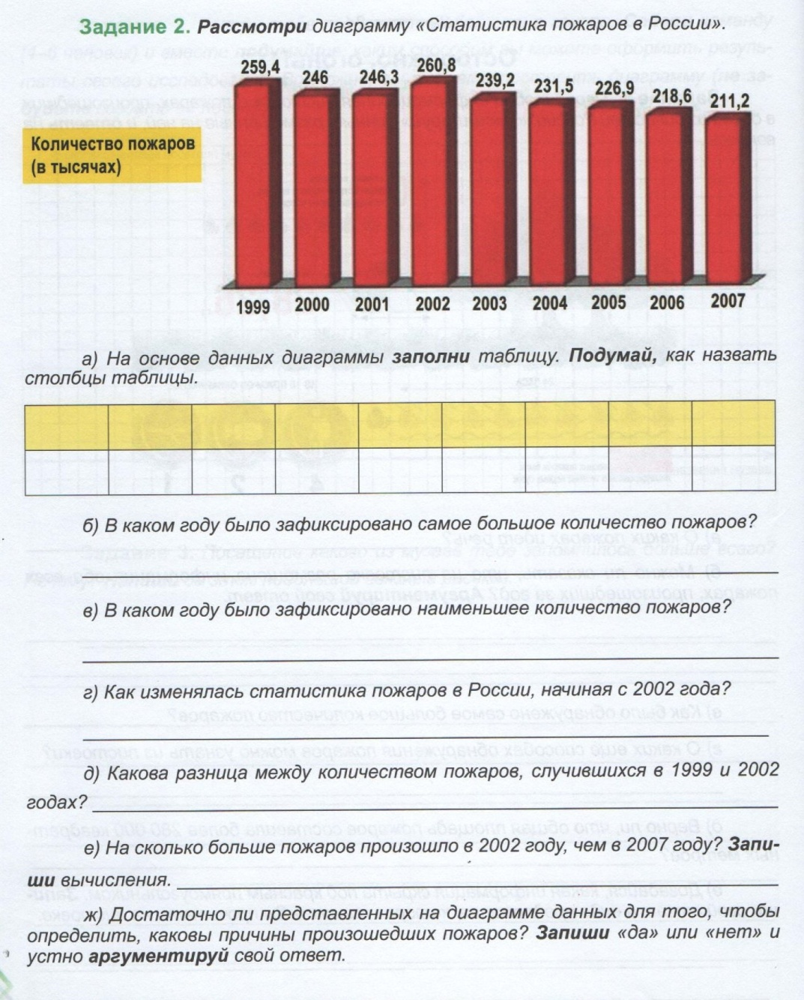 Задание 2. Рассмотри диаграмму «Статистика пожаров в России».
259,4 246 246,3 260,8 239,2 231,5 226,9 218,6 211,2
Количество пожаров
(в тысячах)
1999 2000 2001 2002 2003 2004 2005 2006 2007
а) На основе данных диаграммы заполни таблицу. Подумай, как назвать
столбцы таблицы.
б) В каком году было зафиксировано самое большое количество пожаров?
в) В каком году было зафиксировано наименьшее количество пожаров?
г) Как изменялась статистика пожаров в России, начиная с 2002 года?
д) Какова разница между количеством пожаров, случившихся в 1999 и 2002
годах?
е) На сколько больше пожаров произошло в 2002 году, чем в 2007 году? Запи-
ши вычисления.
ж) Достаточно ли представленных на диаграмме данных для того, чтобы
определить, каковы причины произошедших пожаров? Запиши «да» или «нет» и
устно аргументируй свой ответ.